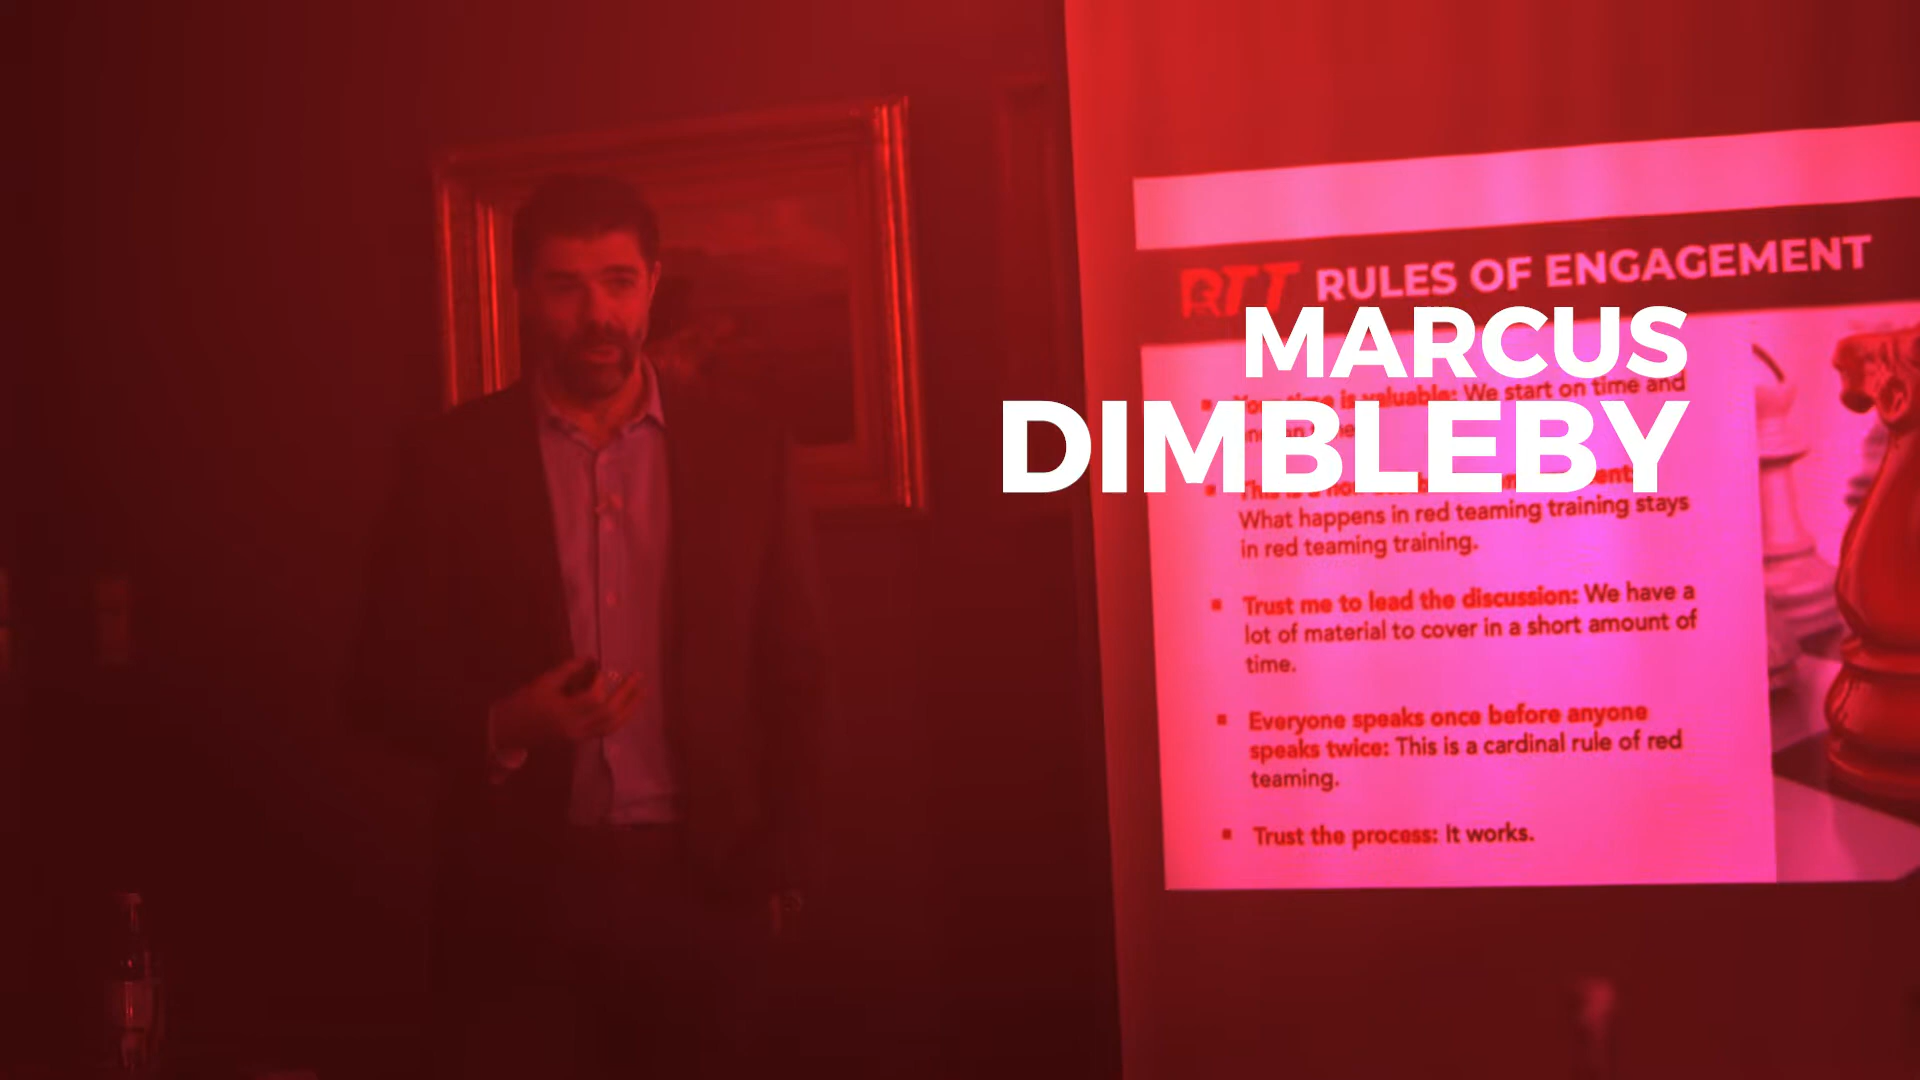 RTT RULES OF ENGAGEMENT
MARCUS
is valuable: We start on time and
DIMBLEBY
What happens in red teaming training stays
in red teaming training.
Trust me to lead the discussion: We have a
lot of material to cover in a short amount of
time.
Everyone speaks once before anyone
speaks twice: This is a cardinal rule of red
teaming.
Trust the process: It works.